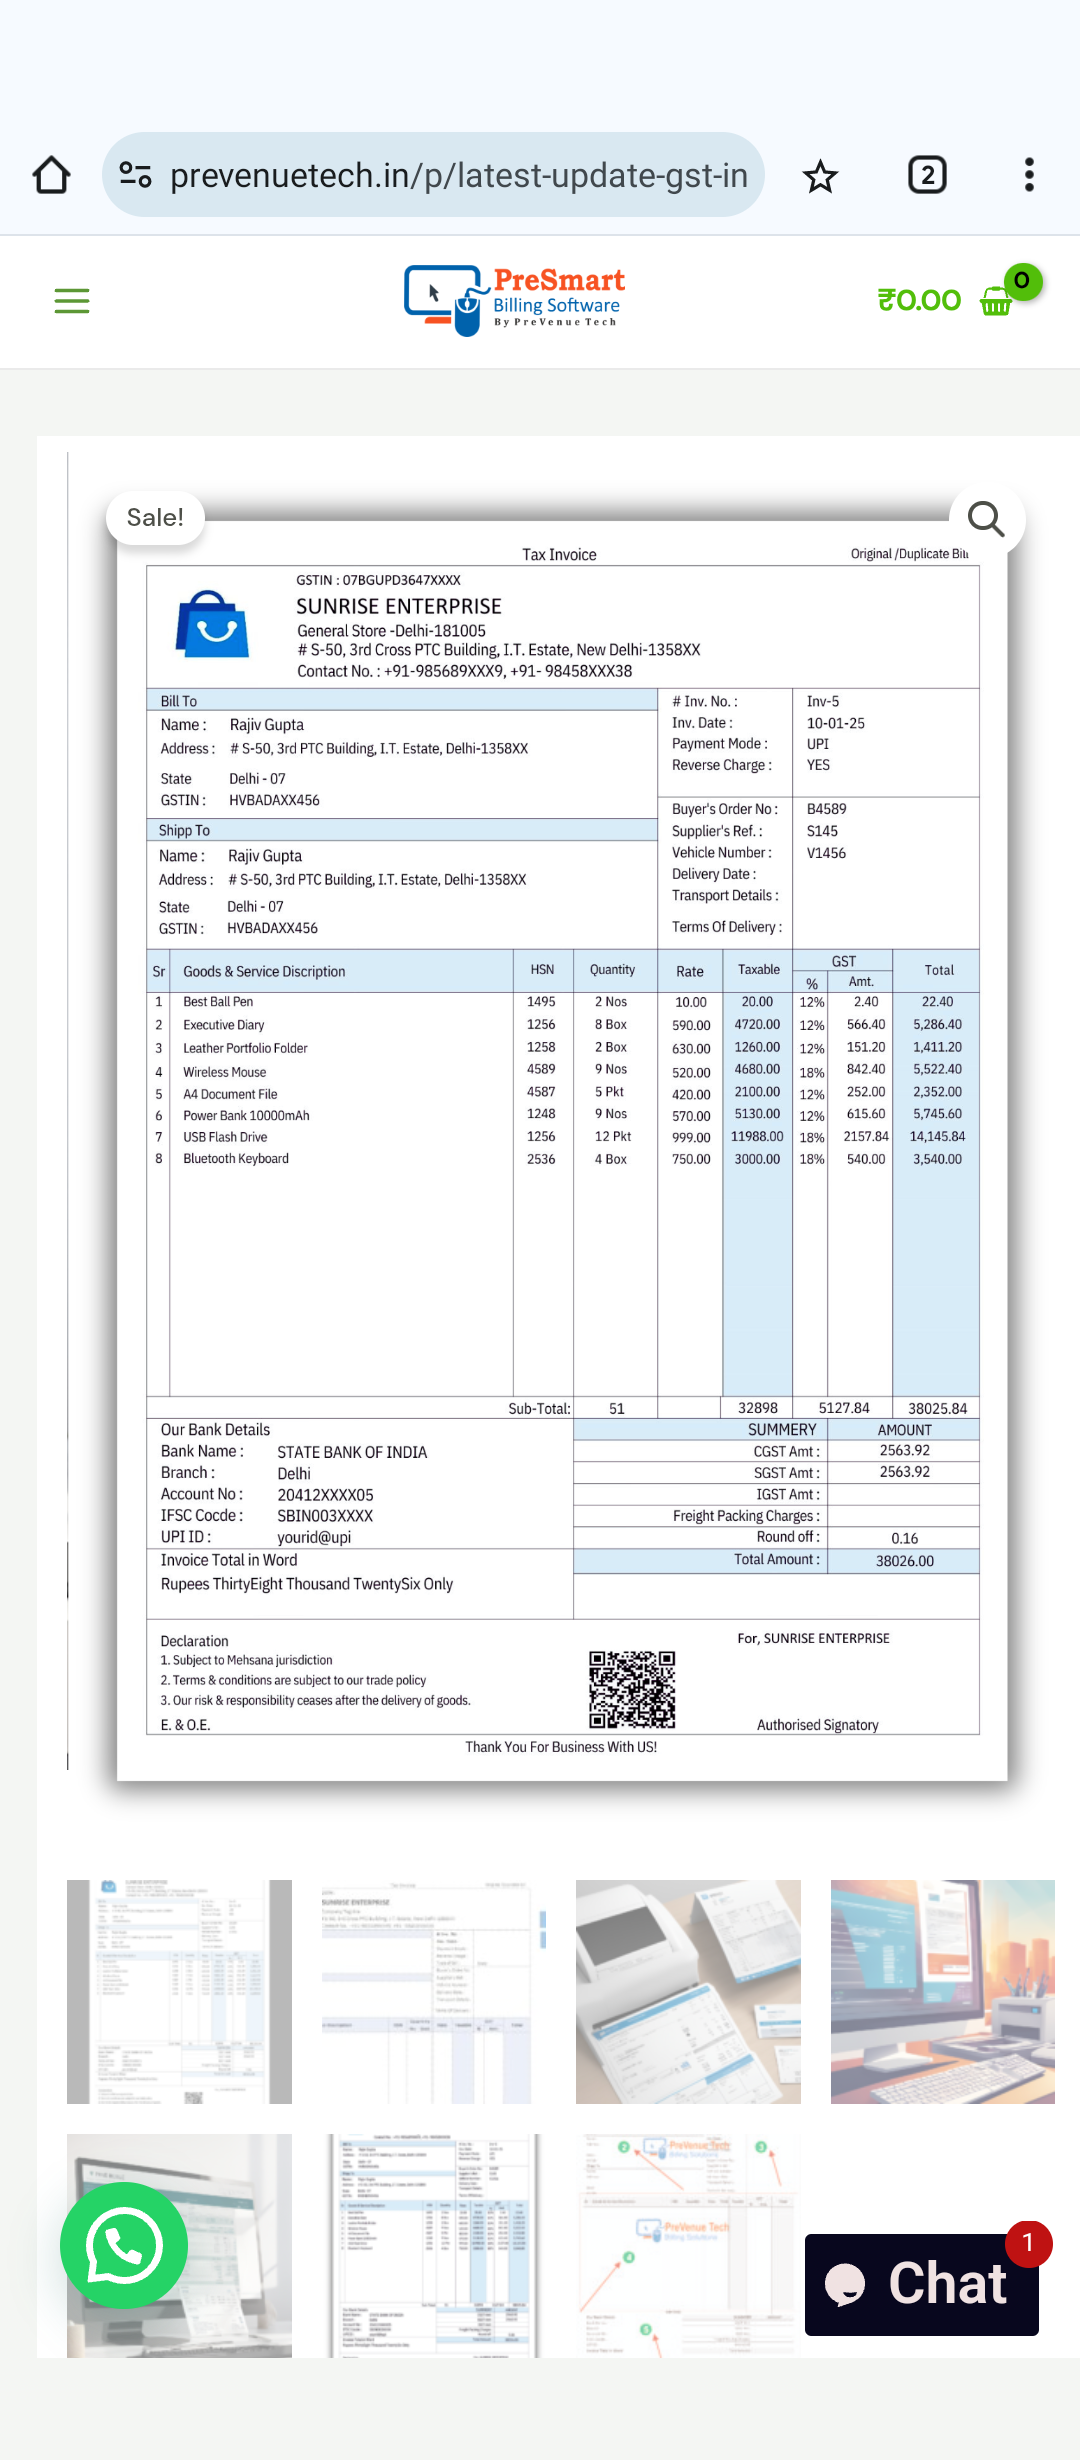 prevenuetech.in/p/latest-update-gst-in
2
PreSmart
Billing Software
By PreVenue Tech
₹0.00
0
Sale!
Tax Invoice
Original /Duplicate Bill
GSTIN : 07BGUPD3647XXXX
SUNRISE ENTERPRISE
General Store -Delhi-181005
# S-50, 3rd Cross PTC Building, I.T. Estate, New Delhi-1358XX
Contact No. : +91-985689XXX9, +91- 98458XXX38
Bill To
Name : Rajiv Gupta
Address : # S-50, 3rd PTC Building, I.T. Estate, Delhi-1358XX
State Delhi - 07
GSTIN : HVBADAXX456
# Inv. No. : Inv-5
Inv. Date : 10-01-25
Payment Mode : UPI
Reverse Charge : YES
Shipp To
Name : Rajiv Gupta
Address : # S-50, 3rd PTC Building, I.T. Estate, Delhi-1358XX
State Delhi - 07
GSTIN : HVBADAXX456
Buyer's Order No : B4589
Supplier's Ref. : S145
Vehicle Number : V1456
Delivery Date :
Transport Details :
Terms Of Delivery :
Sr Goods & Service Discription HSN Quantity Rate Taxable GST Total
% Amt.
1 Best Ball Pen 1495 2 Nos 10.00 20.00 12% 2.40 22.40
2 Executive Diary 1256 8 Box 590.00 4720.00 12% 566.40 5,286.40
3 Leather Portfolio Folder 1258 2 Box 630.00 1260.00 12% 151.20 1,411.20
4 Wireless Mouse 4589 9 Nos 520.00 4680.00 18% 842.40 5,522.40
5 A4 Document File 4587 5 Pkt 420.00 2100.00 12% 252.00 2,352.00
6 Power Bank 10000mAh 1248 9 Nos 570.00 5130.00 12% 615.60 5,745.60
7 USB Flash Drive 1256 12 Pkt 999.00 11988.00 18% 2157.84 14,145.84
8 Bluetooth Keyboard 2536 4 Box 750.00 3000.00 18% 540.00 3,540.00
Sub-Total: 51 32898 5127.84 38025.84
Our Bank Details
Bank Name : STATE BANK OF INDIA
Branch : Delhi
Account No : 20412XXXX05
IFSC Cocde : SBIN003XXXX
UPI ID : yourid@upi
SUMMERY AMOUNT
CGST Amt : 2563.92
SGST Amt : 2563.92
IGST Amt :
Freight Packing Charges :
Round off : 0.16
Total Amount : 38026.00
Invoice Total in Word
Rupees ThirtyEight Thousand TwentySix Only
Declaration
1. Subject to Mehsana jurisdiction
2. Terms & conditions are subject to our trade policy
3. Our risk & responsibility ceases after the delivery of goods.
E. & O.E.
For, SUNRISE ENTERPRISE
Authorised Signatory
Thank You For Business With US!
SUNRISE ENTERPRISE
PreVenue Tech
Billing Solutions
PreVenue Tech
Billing Solutions
Chat
1